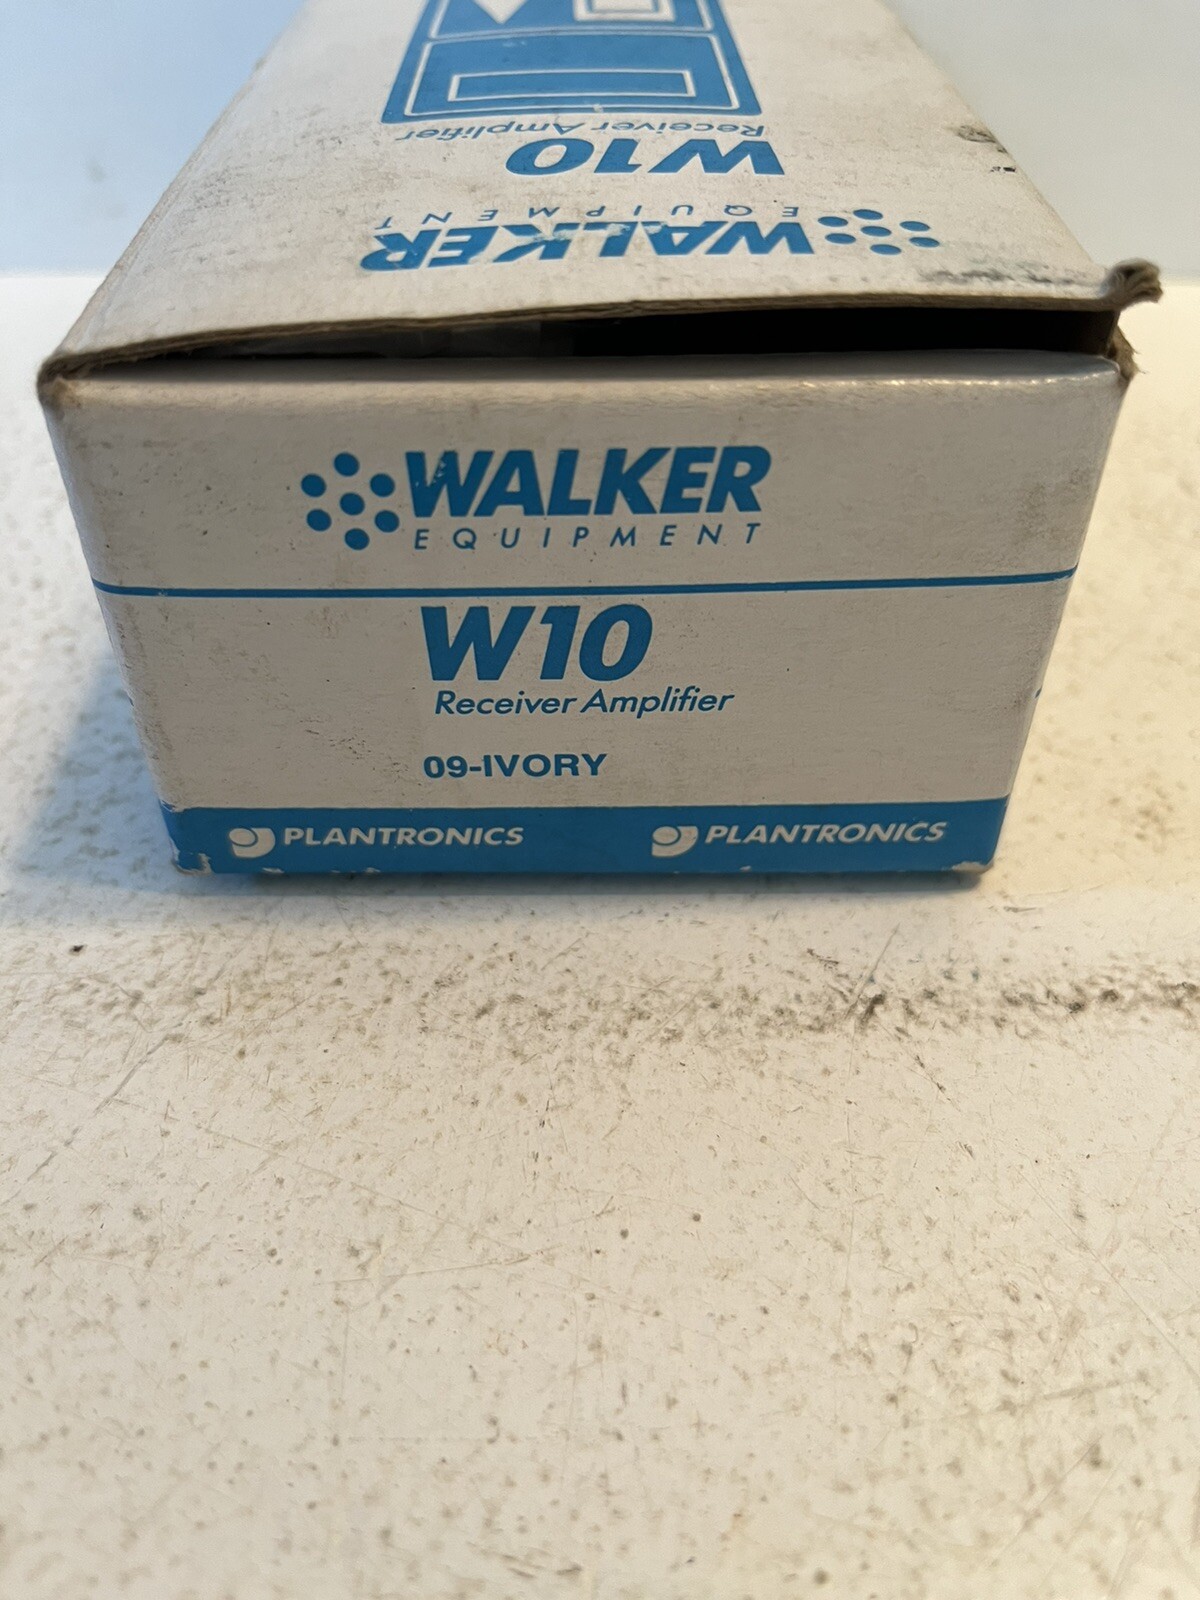 Receiver Amplifier
W10
EQUIPMENT
WALKER
WALKER
EQUIPMENT
W10
Receiver Amplifier
09-IVORY
PLANTRONICS PLANTRONICS